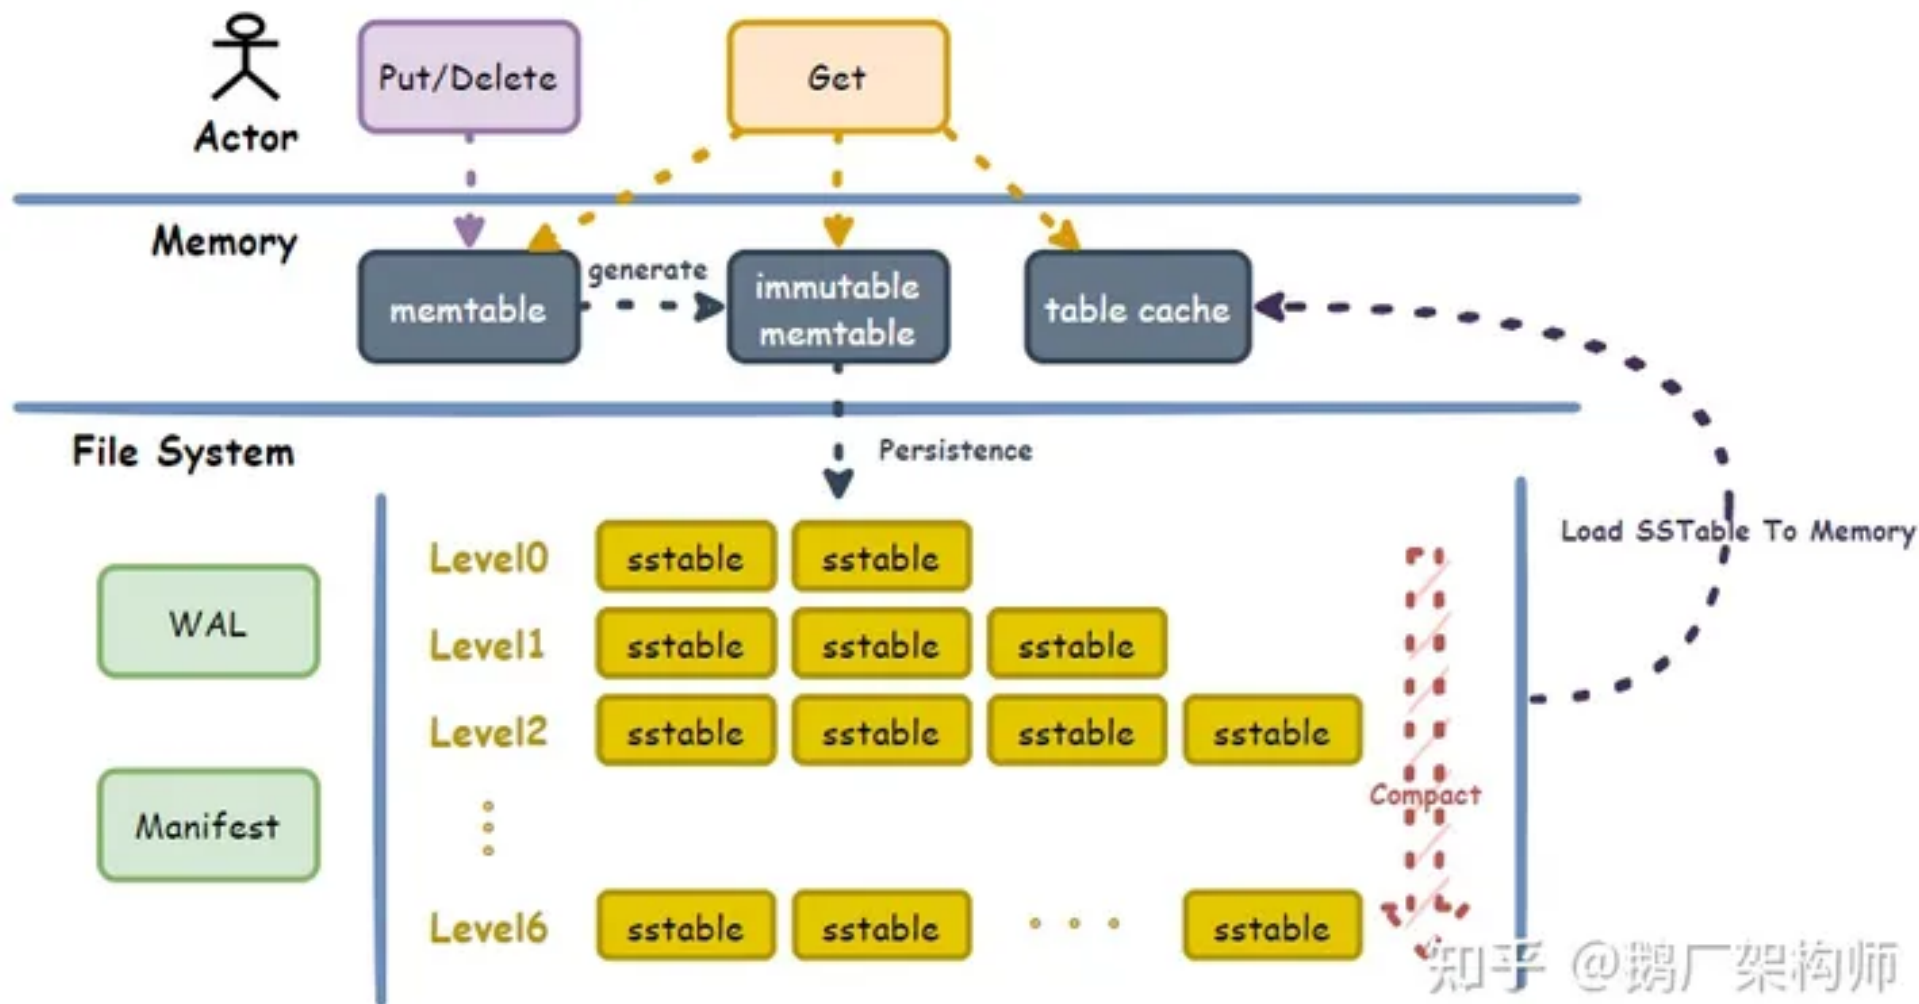 Put/Delete
Get
Actor
Memory
memtable
generate
immutable
memtable
table cache
File System
Persistence
Load SSTable To Memory
WAL
Manifest
Level0
sstable sstable
Level1
sstable sstable sstable
Level2
sstable sstable sstable sstable
Compact
Level6
sstable sstable sstable
知乎 @鹅厂架构师